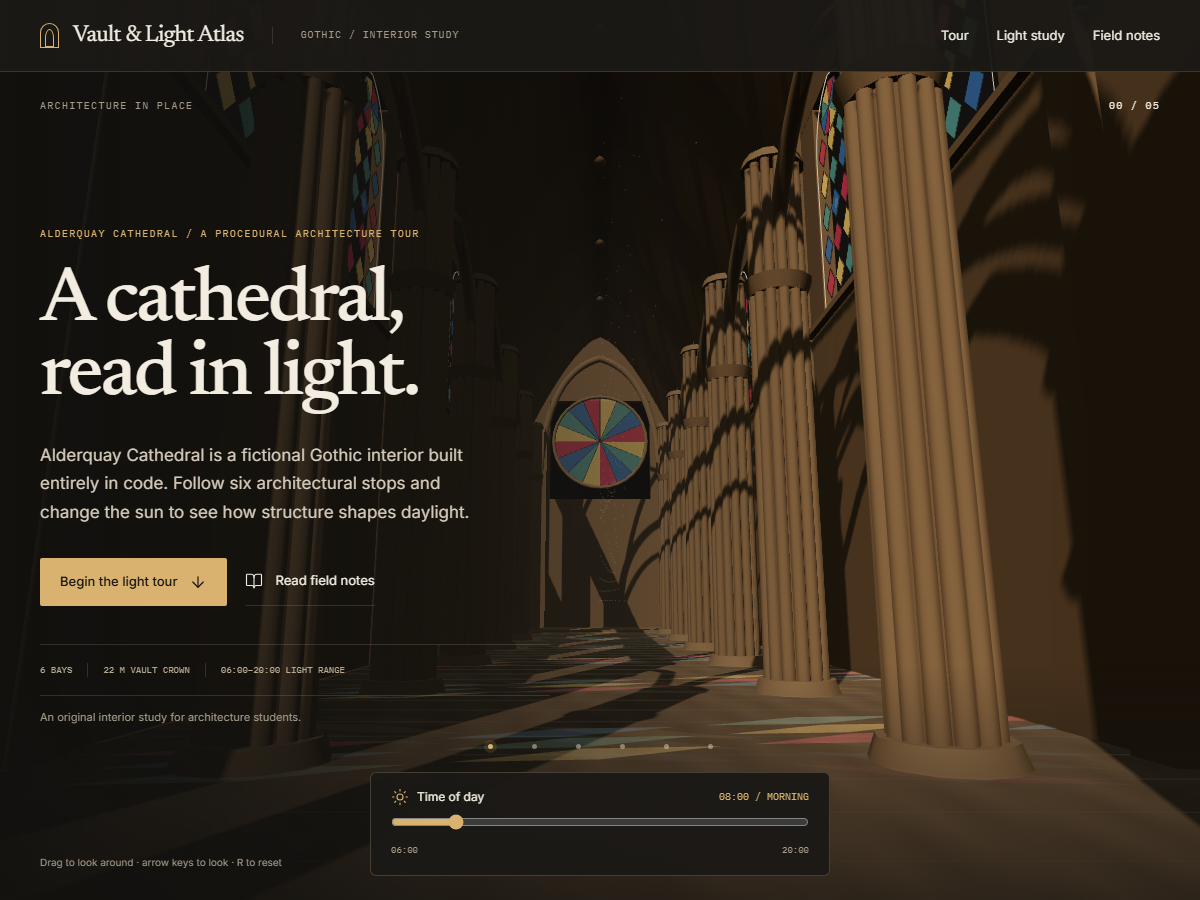 Vault & Light Atlas
GOTHIC / INTERIOR STUDY
Tour
Light study
Field notes
ARCHITECTURE IN PLACE
00 / 05
ALDERQUAY CATHEDRAL / A PROCEDURAL ARCHITECTURE TOUR
A cathedral,
read in light.
Alderquay Cathedral is a fictional Gothic interior built
entirely in code. Follow six architectural stops and
change the sun to see how structure shapes daylight.
Begin the light tour
Read field notes
6 BAYS
22 M VAULT CROWN
06:00–20:00 LIGHT RANGE
An original interior study for architecture students.
Time of day
08:00 / MORNING
06:00
20:00
Drag to look around · arrow keys to look · R to reset